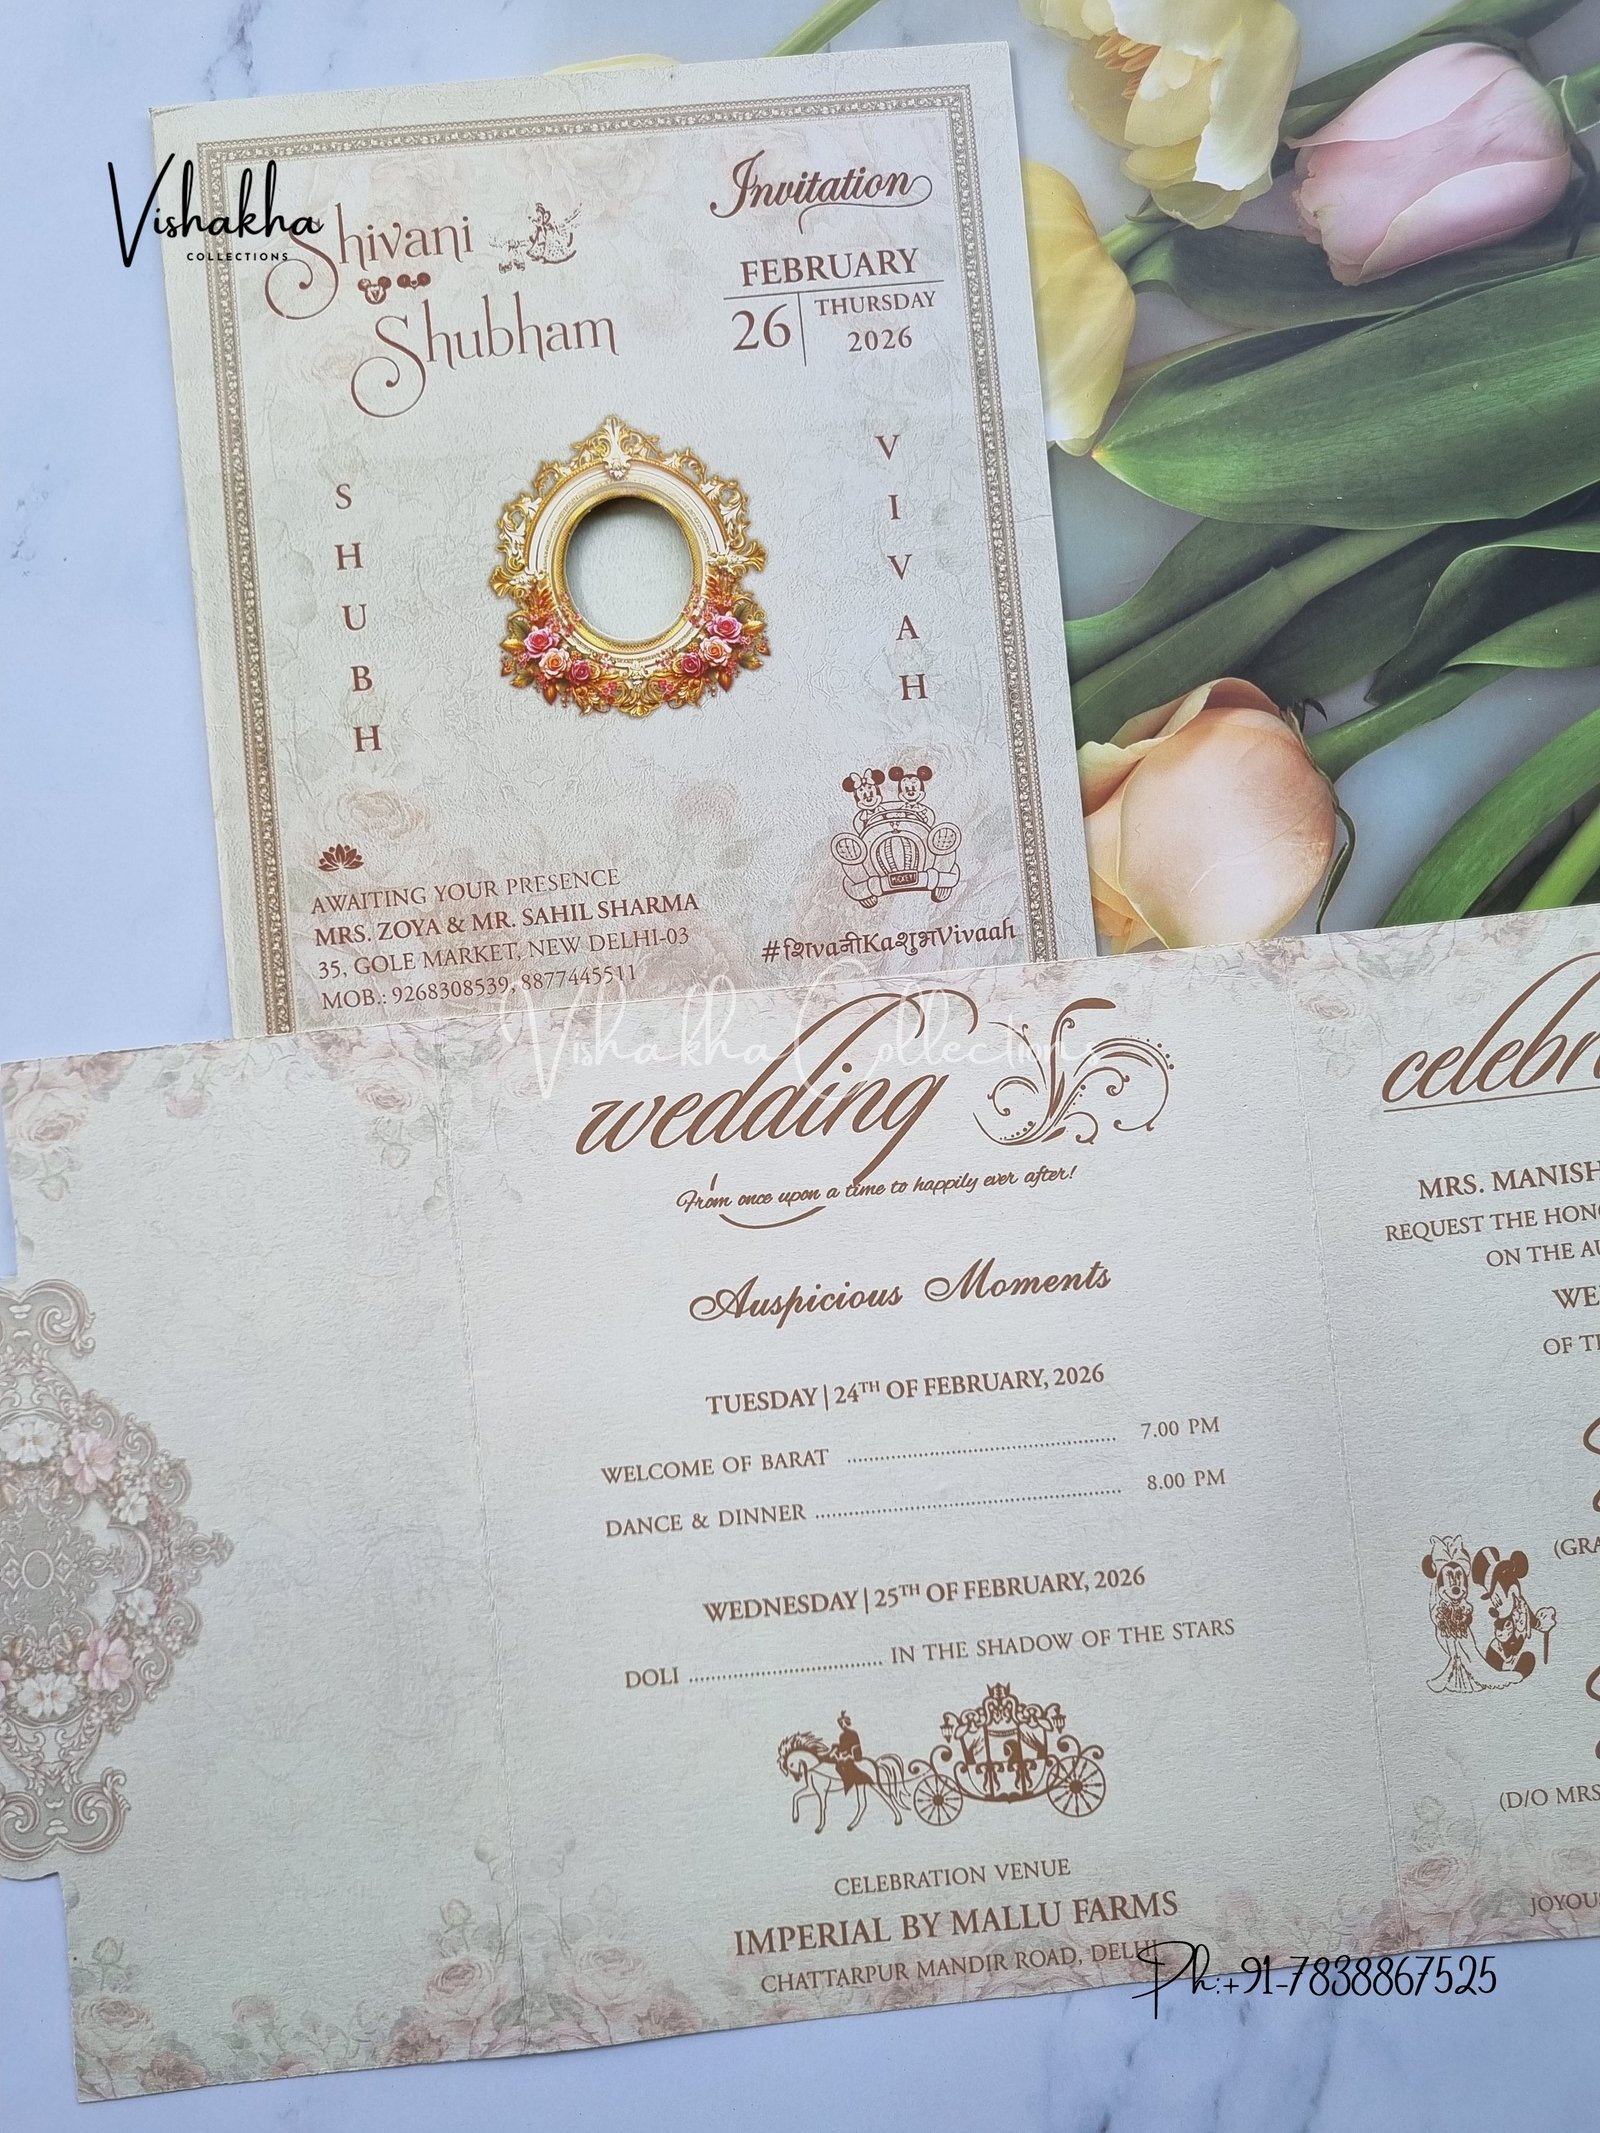 Vishakha
COLLECTIONS
Shivani
Shubham
Invitation
FEBRUARY
26
THURSDAY
2026
SHUBH
VIVAH
MICKEY
AWAITING YOUR PRESENCE
MRS. ZOYA & MR. SAHIL SHARMA
35, GOLE MARKET, NEW DELHI-03
MOB.: 9268308539, 8877445511
#शिvaनीKaशुभVivaah
Vishakha Collections
wedding
From once upon a time to happily ever after!
Auspicious Moments
TUESDAY | 24TH OF FEBRUARY, 2026
WELCOME OF BARAT ........................................ 7.00 PM
DANCE & DINNER ........................................ 8.00 PM
WEDNESDAY | 25TH OF FEBRUARY, 2026
DOLI .................................... IN THE SHADOW OF THE STARS
CELEBRATION VENUE
IMPERIAL BY MALLU FARMS
CHATTARPUR MANDIR ROAD, DELHI
celebr
MRS. MANISH
REQUEST THE HON
ON THE AU
WE
OF T
(GRA
(D/O MRS
JOYOU
Ph:+91-7838867525